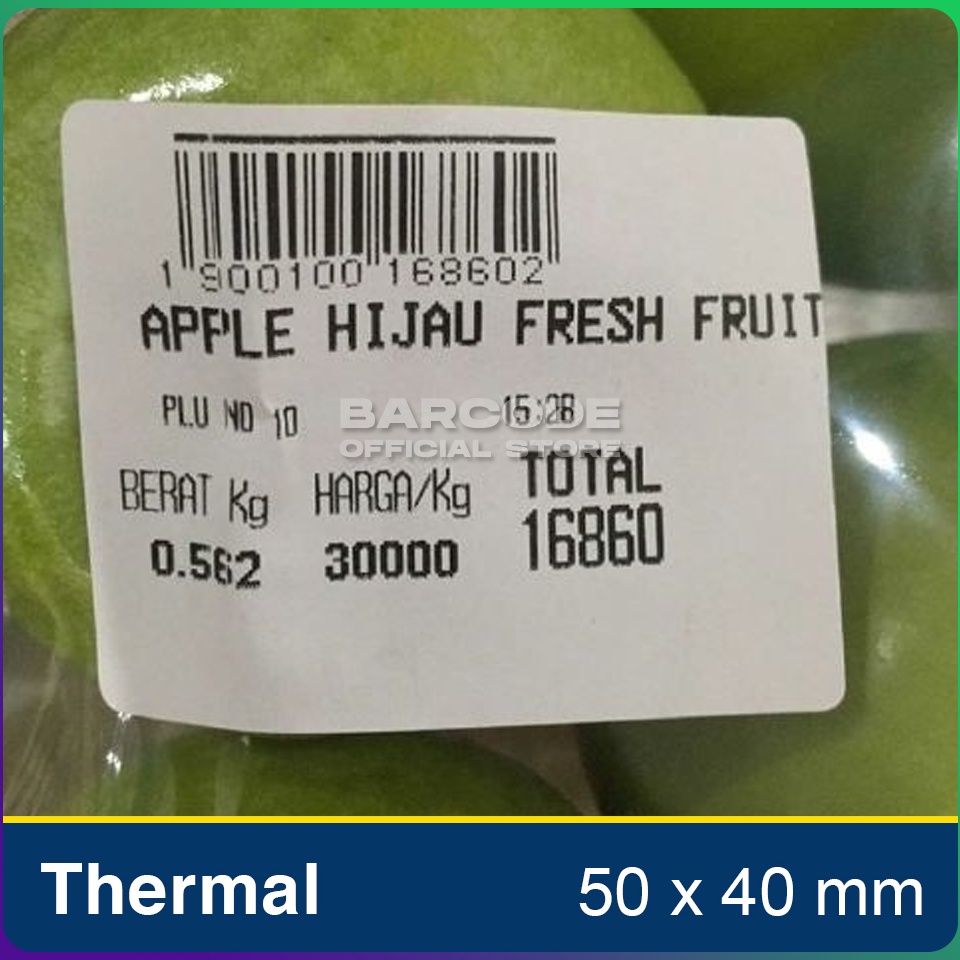 1 900100 168602
APPLE HIJAU FRESH FRUIT
PLU NO 10 15:28
BARCODE
OFFICIAL STORE
BERAT Kg HARGA/Kg TOTAL
0.562 30000 16860
Thermal 50 x 40 mm